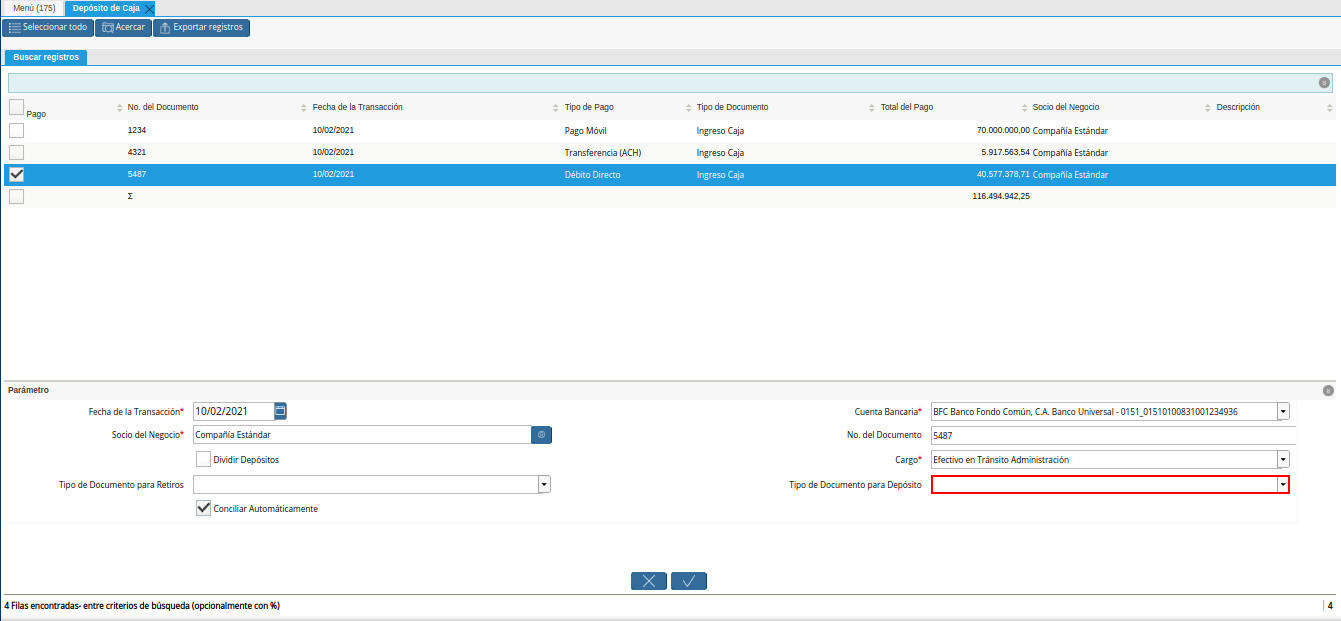 Menú (175) Depósito de Caja
Seleccionar todo Acercar Exportar registros
Buscar registros
Pago No. del Documento Fecha de la Transacción Tipo de Pago Tipo de Documento Total del Pago Socio del Negocio Descripción
1234 10/02/2021 Pago Móvil Ingreso Caja 70.000.000,00 Compañía Estándar
4321 10/02/2021 Transferencia (ACH) Ingreso Caja 5.917.563,54 Compañía Estándar
5487 10/02/2021 Débito Directo Ingreso Caja 40.577.378,71 Compañía Estándar
Σ 116.494.942,25
Parámetro
Fecha de la Transacción* 10/02/2021 Cuenta Bancaria* BFC Banco Fondo Común, C.A. Banco Universal - 0151_01510100831001234936
Socio del Negocio* Compañía Estándar No. del Documento 5487
Dividir Depósitos Cargo* Efectivo en Tránsito Administración
Tipo de Documento para Retiros Tipo de Documento para Depósito
Conciliar Automáticamente
4 Filas encontradas- entre criterios de búsqueda (opcionalmente con %) 4